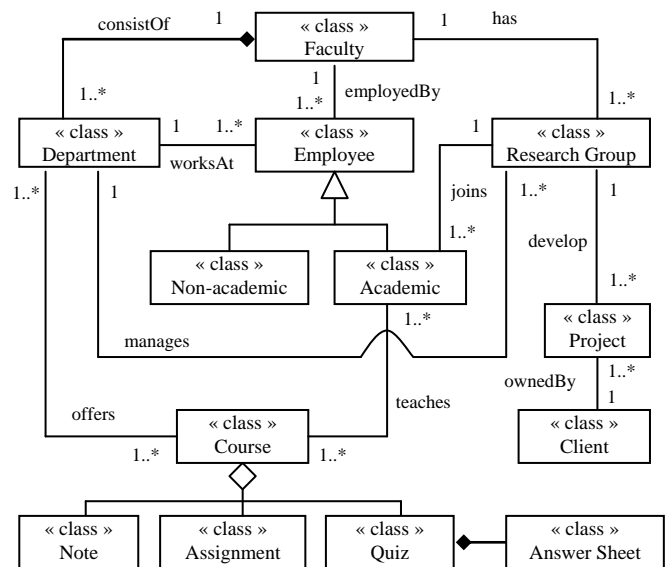 consistOf
1
« class »
Faculty
1
has
1..*
1
1..*
employedBy
1..*
« class »
Department
1
1..*
worksAt
« class »
Employee
1
« class »
Research Group
1..*
1
joins
1..*
1
« class »
Non-academic
« class »
Academic
1..*
develop
1..*
1..*
« class »
Project
manages
ownedBy
1..*
1
offers
1..*
« class »
Course
teaches
1..*
« class »
Client
« class »
Note
« class »
Assignment
« class »
Quiz
« class »
Answer Sheet